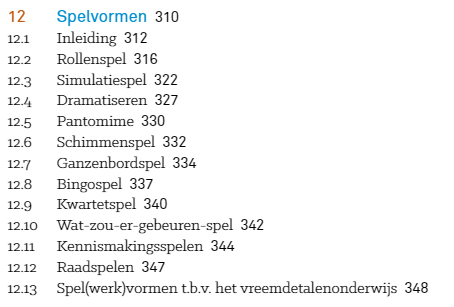 12 Spelvormen 310
12.1 Inleiding 312
12.2 Rollenspel 316
12.3 Simulatiespel 322
12.4 Dramatiseren 327
12.5 Pantomime 330
12.6 Schimmenspel 332
12.7 Ganzenbordspel 334
12.8 Bingospel 337
12.9 Kwartetspel 340
12.10 Wat-zou-er-gebeuren-spel 342
12.11 Kennismakingsspelen 344
12.12 Raadspelen 347
12.13 Spel(werk)vormen t.b.v. het vreemdetalenonderwijs 348